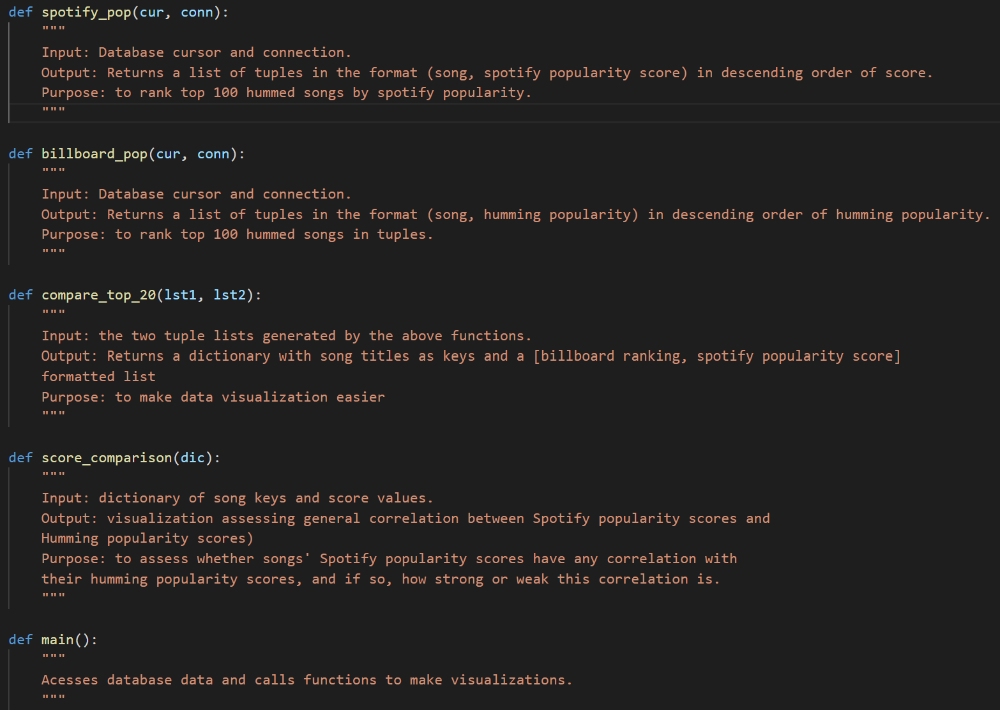 def spotify_pop(cur, conn):
"""
Input: Database cursor and connection.
Output: Returns a list of tuples in the format (song, spotify popularity score) in descending order of score.
Purpose: to rank top 100 hummed songs by spotify popularity.
"""
def billboard_pop(cur, conn):
"""
Input: Database cursor and connection.
Output: Returns a list of tuples in the format (song, humming popularity) in descending order of humming popularity.
Purpose: to rank top 100 hummed songs in tuples.
"""
def compare_top_20(lst1, lst2):
"""
Input: the two tuple lists generated by the above functions.
Output: Returns a dictionary with song titles as keys and a [billboard ranking, spotify popularity score]
formatted list
Purpose: to make data visualization easier
"""
def score_comparison(dic):
"""
Input: dictionary of song keys and score values.
Output: visualization assessing general correlation between Spotify popularity scores and
Humming popularity scores)
Purpose: to assess whether songs' Spotify popularity scores have any correlation with
their humming popularity scores, and if so, how strong or weak this correlation is.
"""
def main():
"""
Acesses database data and calls functions to make visualizations.
"""